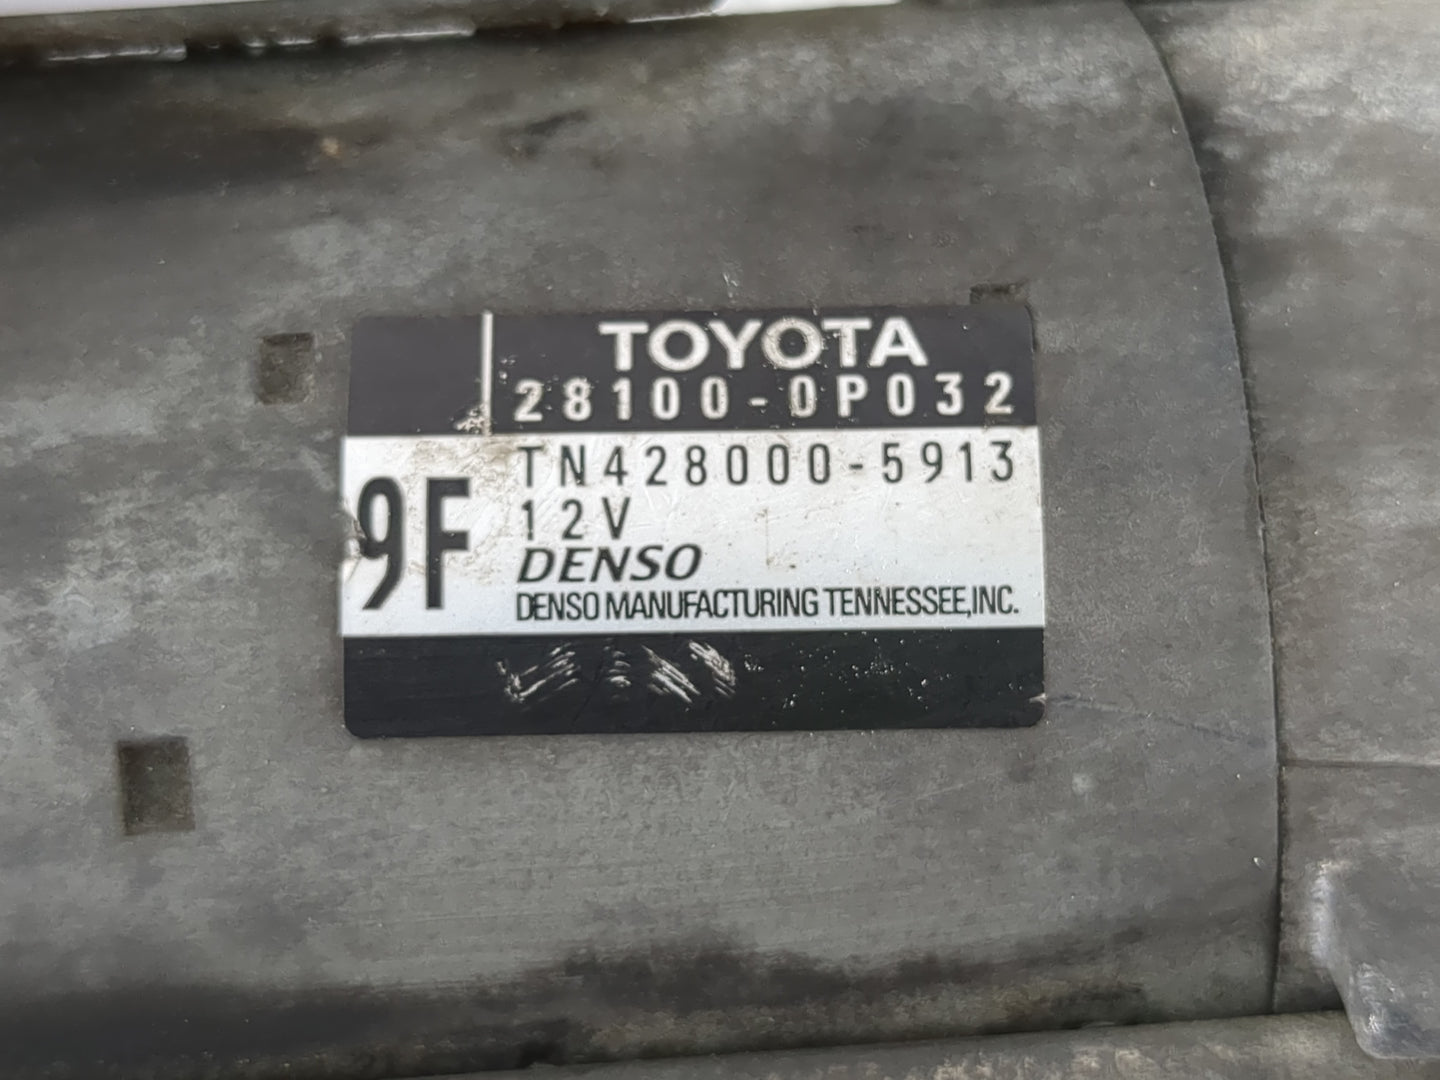 TOYOTA
28100-0P032
9F
TN428000-5913
12V
DENSO
DENSO MANUFACTURING TENNESSEE,INC.